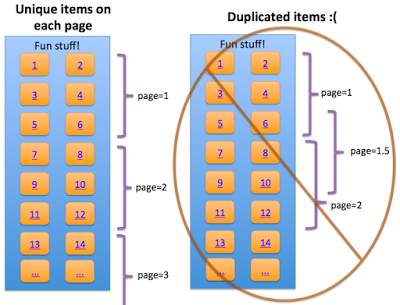 Unique items on
each page
Fun stuff!
1 2
3 4
5 6
7 8
9 10
11 12
13 14
... ...
page=1
page=2
page=3
Duplicated items :(
Fun stuff!
1 2
3 4
5 6
7 8
9 10
11 12
13 14
... ...
page=1
page=1.5
page=2